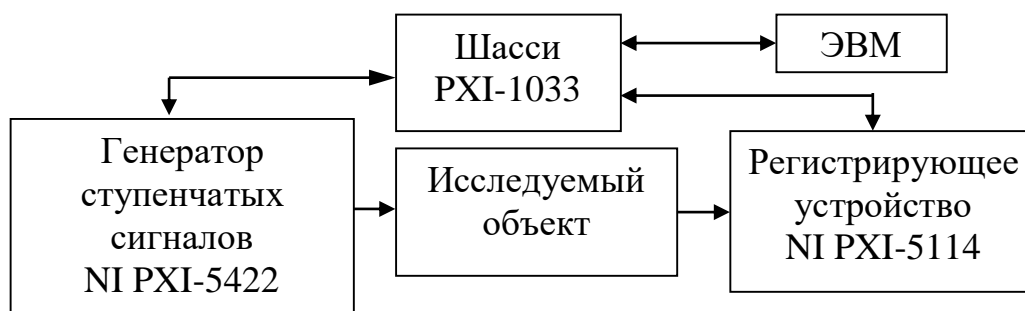 Шасси
PXI-1033
ЭВМ
Генератор
ступенчатых
сигналов
NI PXI-5422
Исследуемый
объект
Регистрирующее
устройство
NI PXI-5114